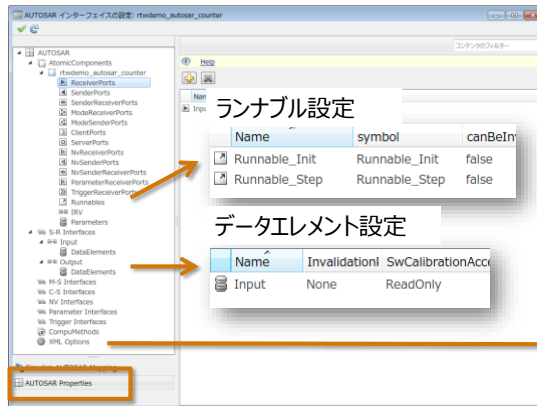 AUTOSAR インターフェイスの設定: rtwdemo_autosar_counter
コンテンツのフィルター
AUTOSAR
AtomicComponents
rtwdemo_autosar_counter
ReceiverPorts
SenderPorts
SenderReceiverPorts
ModeReceiverPorts
ModeSenderPorts
ClientPorts
ServerPorts
NvReceiverPorts
NvSenderPorts
NvSenderReceiverPorts
ParameterReceiverPorts
TriggerReceiverPorts
Runnables
IRV
Parameters
S-R Interfaces
Input
DataElements
Output
DataElements
M-S Interfaces
C-S Interfaces
NV Interfaces
Parameter Interfaces
Trigger Interfaces
CompuMethods
XML Options
AUTOSAR Properties
Help
Nam
Inpu
ランナブル設定
Name symbol canBeIn
Runnable_Init Runnable_Init false
Runnable_Step Runnable_Step false
データエレメント設定
Name InvalidationP SwCalibrationAcce
Input None ReadOnly